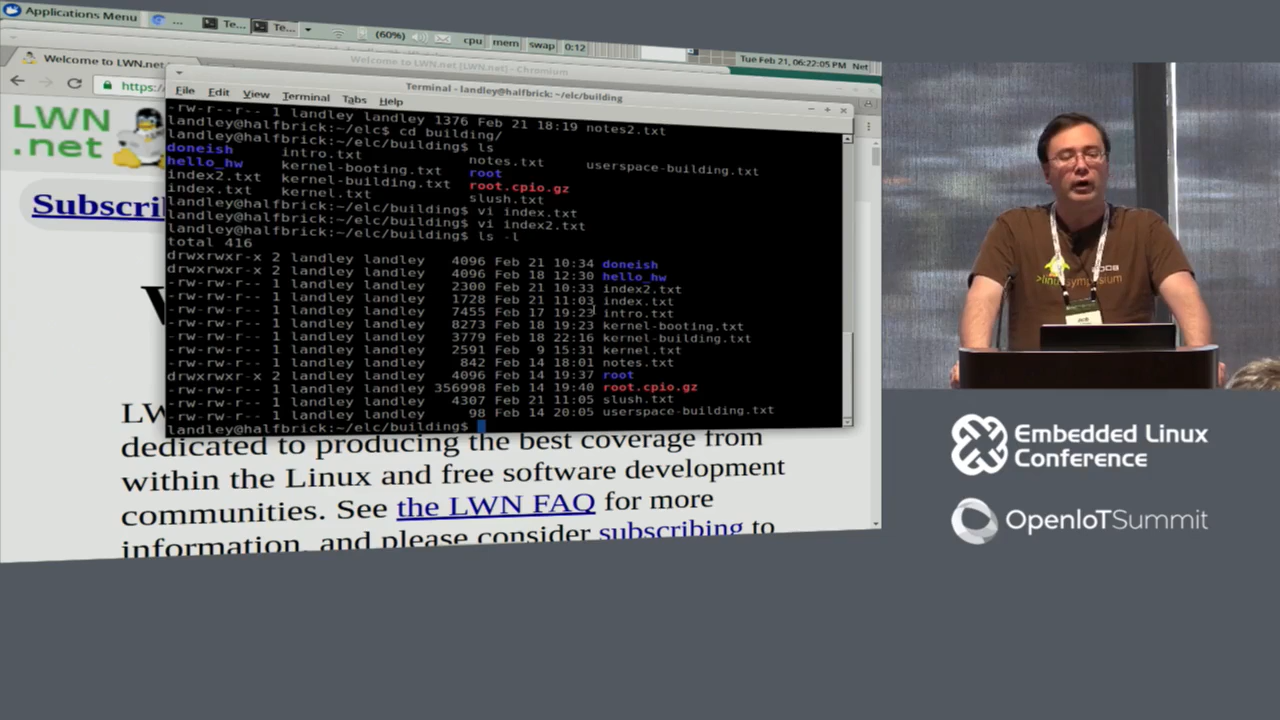 Applications Menu
...
Te...
Te...
(60%)
cpu
mem
swap
0:12
Tue Feb 21, 06:22:05 PM
Net
Welcome to LWN.net
Welcome to LWN.net [LWN.net] - Chromium
https:
Terminal - landley@halfbrick: ~/elc/building
File Edit View Terminal Tabs Help
-rw-r--r-- 1 landley landley 1376 Feb 21 18:19 notes2.txt
landley@halfbrick:~/elc$ cd building/
landley@halfbrick:~/elc/building$ ls
doneish intro.txt notes.txt userspace-building.txt
hello_hw kernel-booting.txt root
index2.txt kernel-building.txt root.cpio.gz
index.txt kernel.txt slush.txt
landley@halfbrick:~/elc/building$ vi index.txt
landley@halfbrick:~/elc/building$ vi index2.txt
landley@halfbrick:~/elc/building$ ls -l
total 416
drwxrwxr-x 2 landley landley 4096 Feb 21 10:34 doneish
drwxrwxr-x 2 landley landley 4096 Feb 18 12:30 hello_hw
-rw-rw-r-- 1 landley landley 2300 Feb 21 10:33 index2.txt
-rw-rw-r-- 1 landley landley 1728 Feb 21 11:03 index.txt
-rw-rw-r-- 1 landley landley 7455 Feb 17 19:23 intro.txt
-rw-rw-r-- 1 landley landley 8273 Feb 18 19:23 kernel-booting.txt
-rw-rw-r-- 1 landley landley 3779 Feb 18 22:16 kernel-building.txt
-rw-rw-r-- 1 landley landley 2591 Feb 9 15:31 kernel.txt
-rw-rw-r-- 1 landley landley 842 Feb 14 18:01 notes.txt
drwxrwxr-x 2 landley landley 4096 Feb 14 19:37 root
-rw-rw-r-- 1 landley landley 356998 Feb 14 19:40 root.cpio.gz
-rw-rw-r-- 1 landley landley 4307 Feb 21 11:05 slush.txt
-rw-rw-r-- 1 landley landley 98 Feb 14 20:05 userspace-building.txt
landley@halfbrick:~/elc/building$
LWN
.net
Subscri
dedicated to producing the best coverage from
within the Linux and free software development
communities. See the LWN FAQ for more
information, and please consider subscribing to
>linuxsymposium
Embedded Linux
Conference
OpenIoTSummit